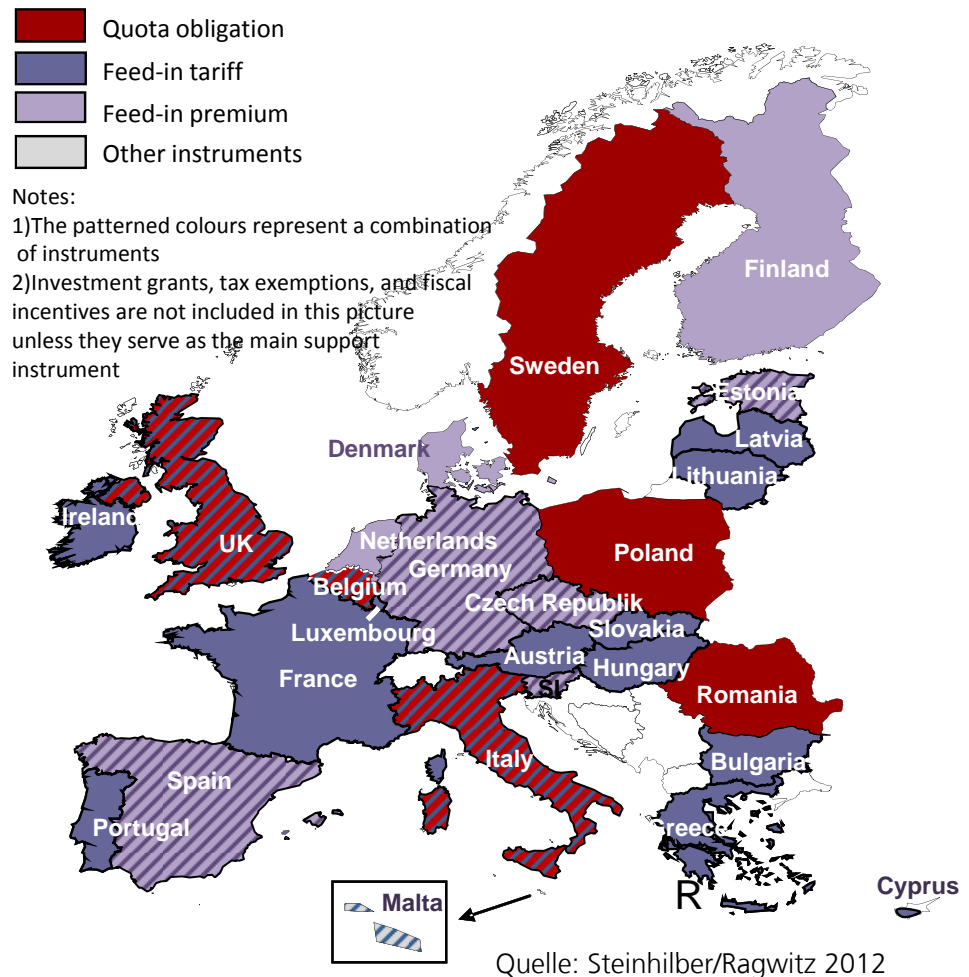 Quota obligation
Feed-in tariff
Feed-in premium
Other instruments
Notes:
1)The patterned colours represent a combination
of instruments
2)Investment grants, tax exemptions, and fiscal
incentives are not included in this picture
unless they serve as the main support
instrument
Finland
Sweden
Estonia
Latvia
Lithuania
Denmark
Ireland
UK
Netherlands
Germany
Poland
Belgium
Czech Republik
Luxembourg
Slovakia
Austria
Hungary
France
SI
Romania
Italy
Bulgaria
Spain
Portugal
Greece
R
Cyprus
Malta
Quelle: Steinhilber/Ragwitz 2012